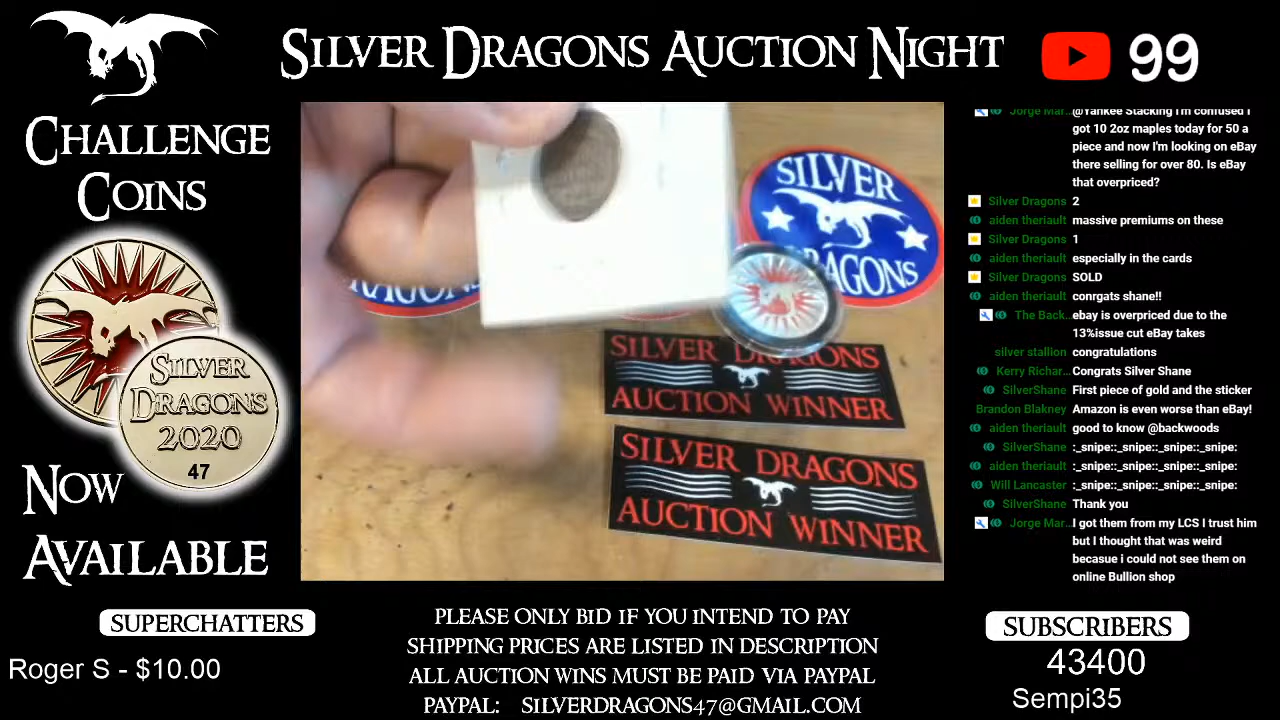 SILVER DRAGONS AUCTION NIGHT
99
CHALLENGE
COINS
SILVER
DRAGONS
2020
47
NOW
AVAILABLE
SILVER
DRAGONS
RAGONS
SILVER DRAGONS
AUCTION WINNER
SILVER DRAGONS
AUCTION WINNER
Jorge Mar... @Yankee Stacking I'm confused I
got 10 2oz maples today for 50 a
piece and now I'm looking on eBay
there selling for over 80. Is eBay
that overpriced?
Silver Dragons 2
aiden theriault massive premiums on these
Silver Dragons 1
aiden theriault especially in the cards
Silver Dragons SOLD
aiden theriault conrgats shane!!
The Back... ebay is overpriced due to the
13%issue cut eBay takes
silver stallion congratulations
Kerry Richar... Congrats Silver Shane
SilverShane First piece of gold and the sticker
Brandon Blakney Amazon is even worse than eBay!
aiden theriault good to know @backwoods
SilverShane :_snipe::_snipe::_snipe::_snipe:
aiden theriault :_snipe::_snipe::_snipe::_snipe:
Will Lancaster :_snipe::_snipe::_snipe::_snipe:
SilverShane Thank you
Jorge Mar... I got them from my LCS I trust him
but I thought that was weird
becasue i could not see them on
online Bullion shop
SUPERCHATTERS
Roger S - $10.00
PLEASE ONLY BID IF YOU INTEND TO PAY
SHIPPING PRICES ARE LISTED IN DESCRIPTION
ALL AUCTION WINS MUST BE PAID VIA PAYPAL
PAYPAL: SILVERDRAGONS47@GMAIL.COM
SUBSCRIBERS
43400
Sempi35